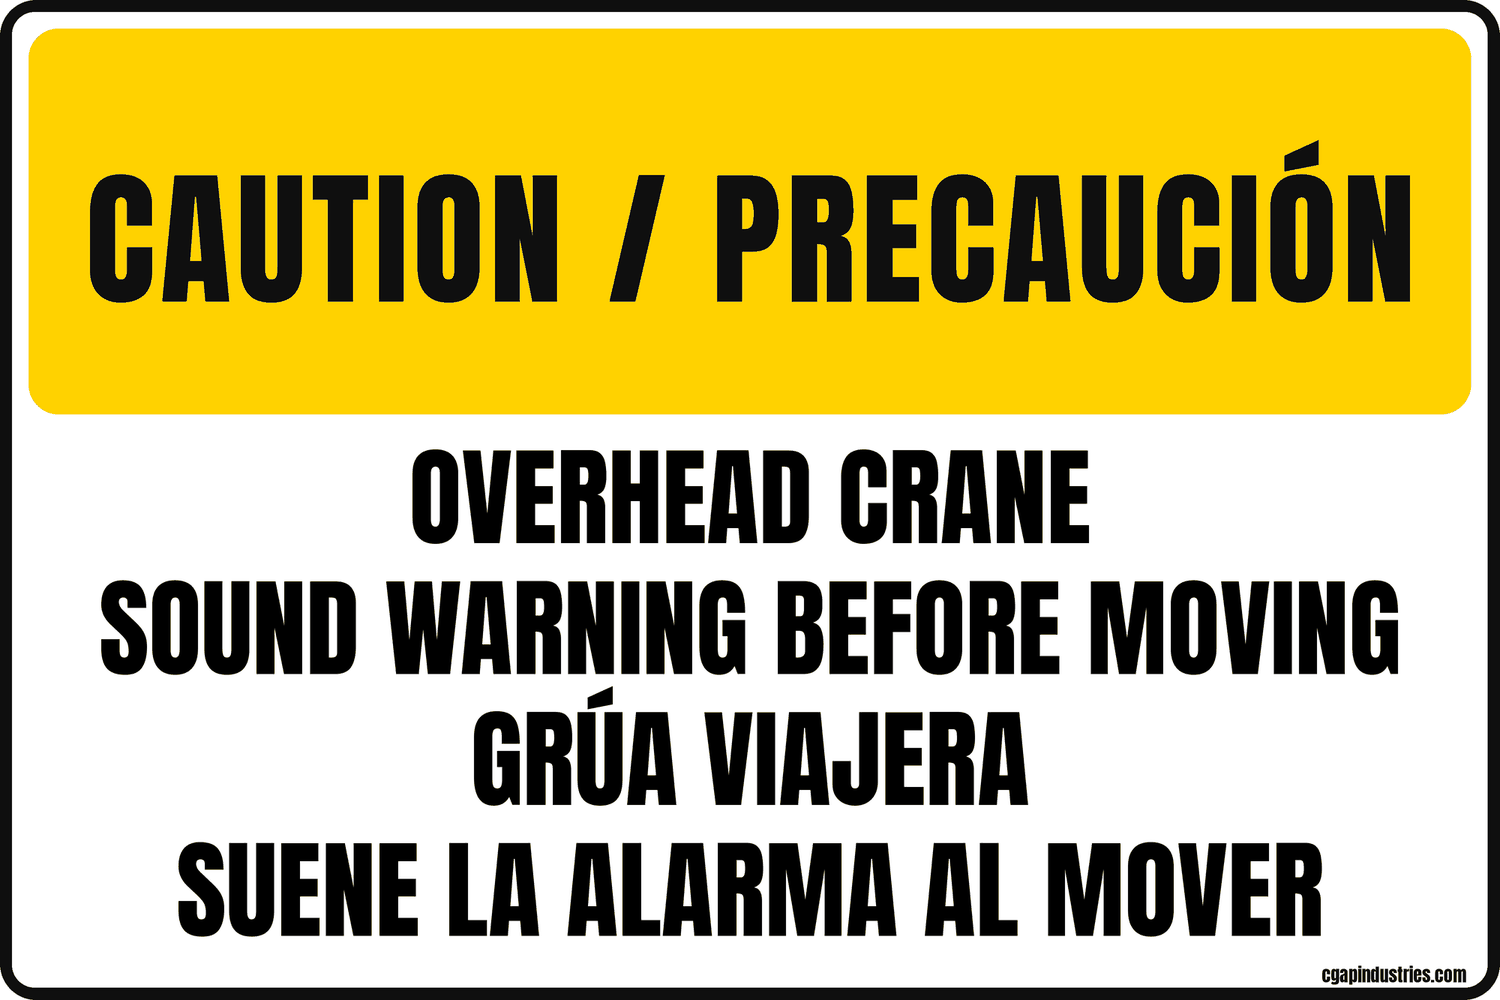 CAUTION / PRECAUCIÓN
OVERHEAD CRANE
SOUND WARNING BEFORE MOVING
GRÚA VIAJERA
SUENE LA ALARMA AL MOVER
cgapindustries.com